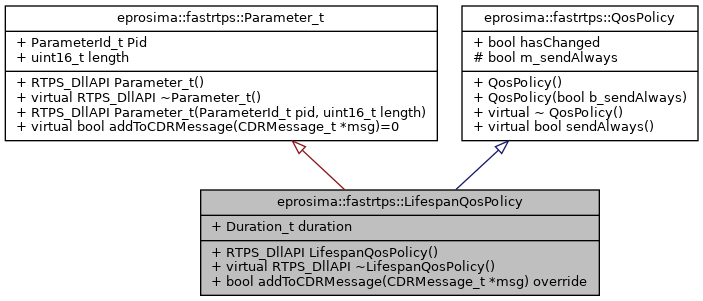 eprosima::fastrtps::Parameter_t
+ ParameterId_t Pid
+ uint16_t length
+ RTPS_DllAPI Parameter_t()
+ virtual RTPS_DllAPI ~Parameter_t()
+ RTPS_DllAPI Parameter_t(ParameterId_t pid, uint16_t length)
+ virtual bool addToCDRMessage(CDRMessage_t *msg)=0
eprosima::fastrtps::QosPolicy
+ bool hasChanged
# bool m_sendAlways
+ QosPolicy()
+ QosPolicy(bool b_sendAlways)
+ virtual ~ QosPolicy()
+ virtual bool sendAlways()
eprosima::fastrtps::LifespanQosPolicy
+ Duration_t duration
+ RTPS_DllAPI LifespanQosPolicy()
+ virtual RTPS_DllAPI ~LifespanQosPolicy()
+ bool addToCDRMessage(CDRMessage_t *msg) override